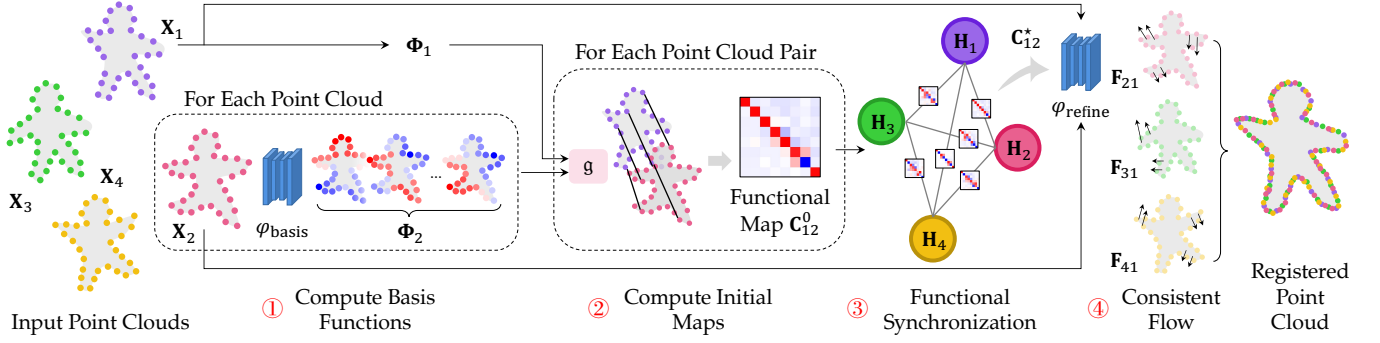 X₁
Φ₁
For Each Point Cloud Pair
H₁
C₁₂*
F₂₁
For Each Point Cloud
g
H₃
H₂
φrefine
X₄
X₃
X₂
φbasis
...
Φ₂
Functional
Map C₁₂⁰
H₄
F₃₁
F₄₁
Input Point Clouds
① Compute Basis
Functions
② Compute Initial
Maps
③ Functional
Synchronization
④ Consistent
Flow
Registered
Point
Cloud